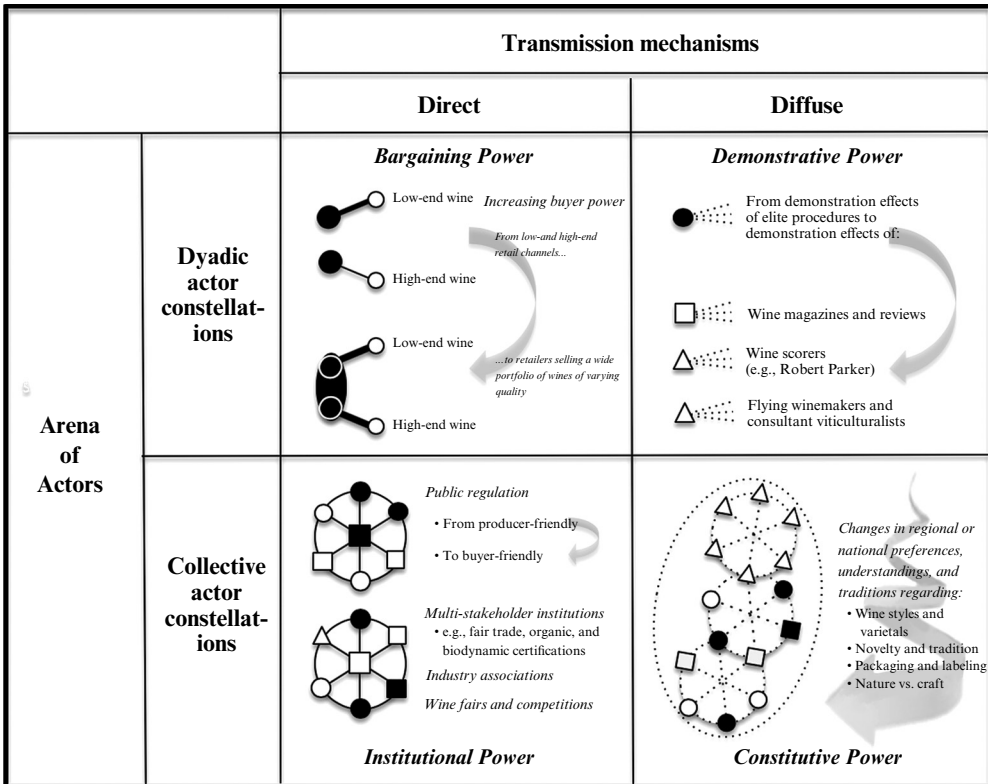 Transmission mechanisms
Direct
Diffuse
Arena
of
Actors
Dyadic
actor
constellat-
ions
Bargaining Power
Low-end wine
Increasing buyer power
From low-and high-end
retail channels...
High-end wine
Low-end wine
...to retailers selling a wide
portfolio of wines of varying
quality
High-end wine
Demonstrative Power
From demonstration effects
of elite procedures to
demonstration effects of:
Wine magazines and reviews
Wine scorers
(e.g., Robert Parker)
Flying winemakers and
consultant viticulturalists
Collective
actor
constellat-
ions
Public regulation
• From producer-friendly
• To buyer-friendly
Multi-stakeholder institutions
• e.g., fair trade, organic, and
biodynamic certifications
Industry associations
Wine fairs and competitions
Institutional Power
Changes in regional or
national preferences,
understandings, and
traditions regarding:
• Wine styles and
varietals
• Novelty and tradition
• Packaging and labeling
• Nature vs. craft
Constitutive Power